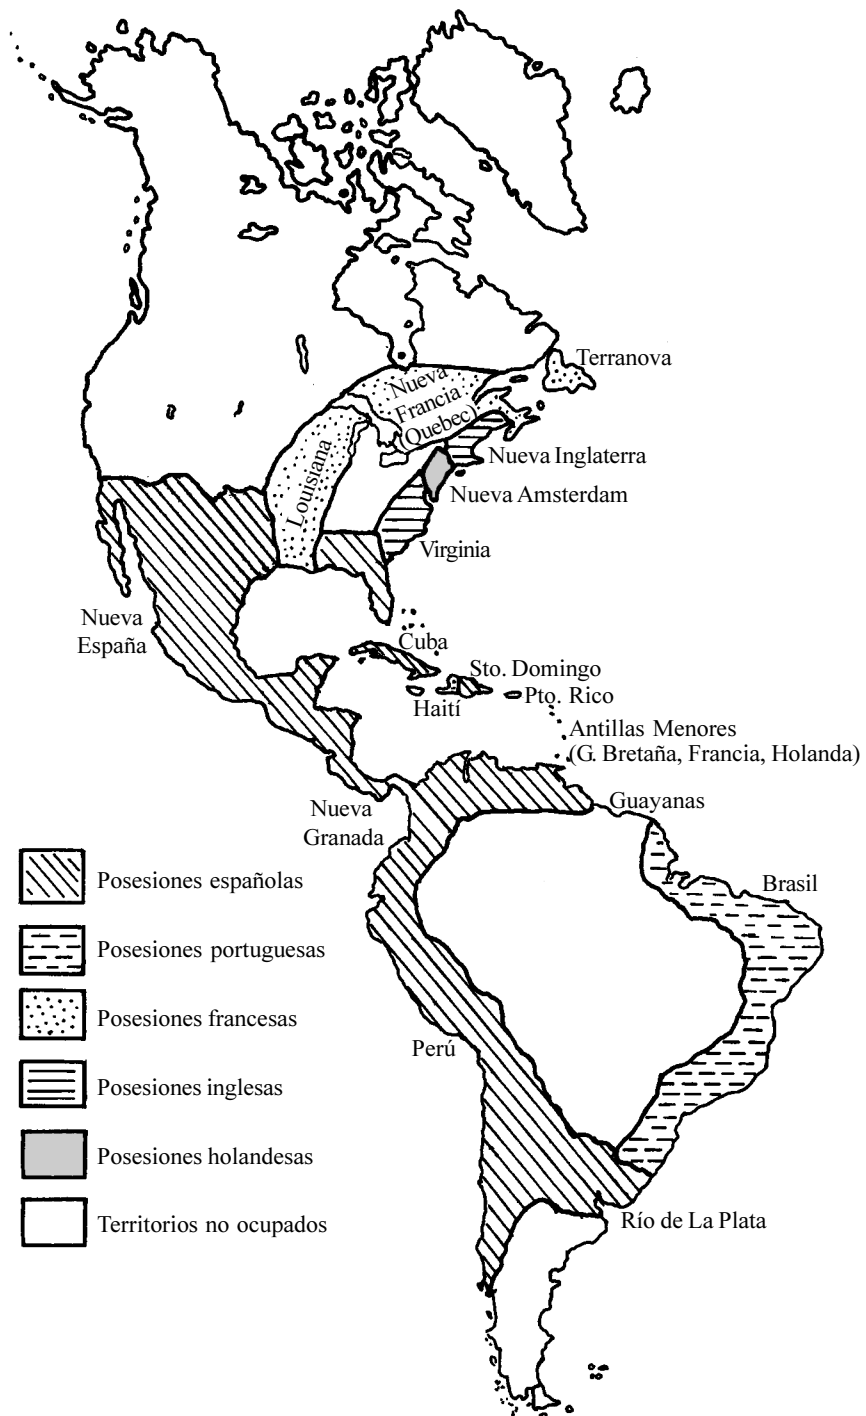 Terranova
Nueva
Francia
(Quebec)
Louisiana
Nueva Inglaterra
Nueva Amsterdam
Virginia
Nueva
España
Cuba
Sto. Domingo
Haití
Pto. Rico
Antillas Menores
(G. Bretaña, Francia, Holanda)
Nueva
Granada
Guayanas
Brasil
Perú
Río de La Plata
Posesiones españolas
Posesiones portuguesas
Posesiones francesas
Posesiones inglesas
Posesiones holandesas
Territorios no ocupados